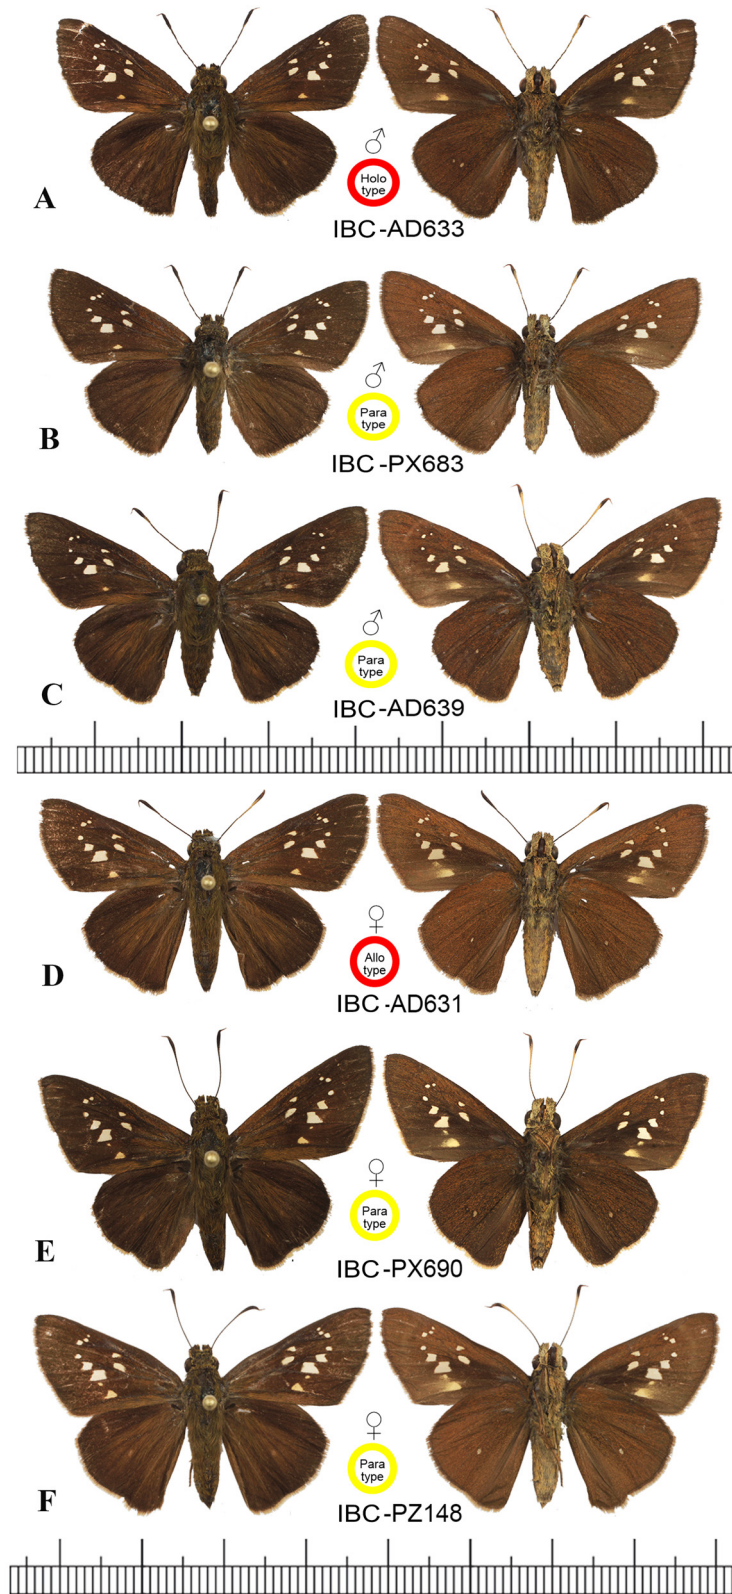 ♂
Holo
type
A
IBC-AD633
♂
Para
type
B
IBC-PX683
♂
Para
type
C
IBC-AD639
♀
Allo
type
D
IBC-AD631
♀
Para
type
E
IBC-PX690
♀
Para
type
F
IBC-PZ148